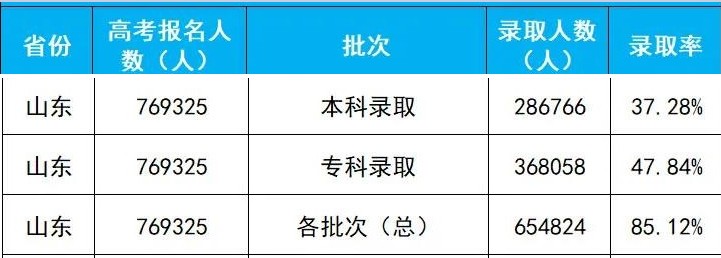 省份 高考报名人数（人） 批次 录取人数（人） 录取率
山东 769325 本科录取 286766 37.28%
山东 769325 专科录取 368058 47.84%
山东 769325 各批次（总） 654824 85.12%